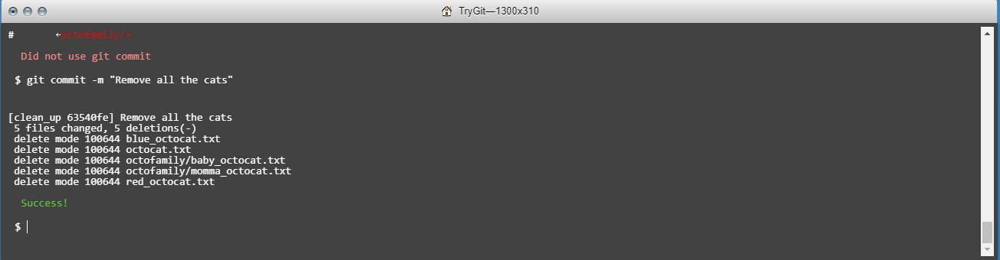 TryGit—1300x310
# ←octofamily/←
Did not use git commit
$ git commit -m "Remove all the cats"
[clean_up 63540fe] Remove all the cats
5 files changed, 5 deletions(-)
delete mode 100644 blue_octocat.txt
delete mode 100644 octocat.txt
delete mode 100644 octofamily/baby_octocat.txt
delete mode 100644 octofamily/momma_octocat.txt
delete mode 100644 red_octocat.txt
Success!
$